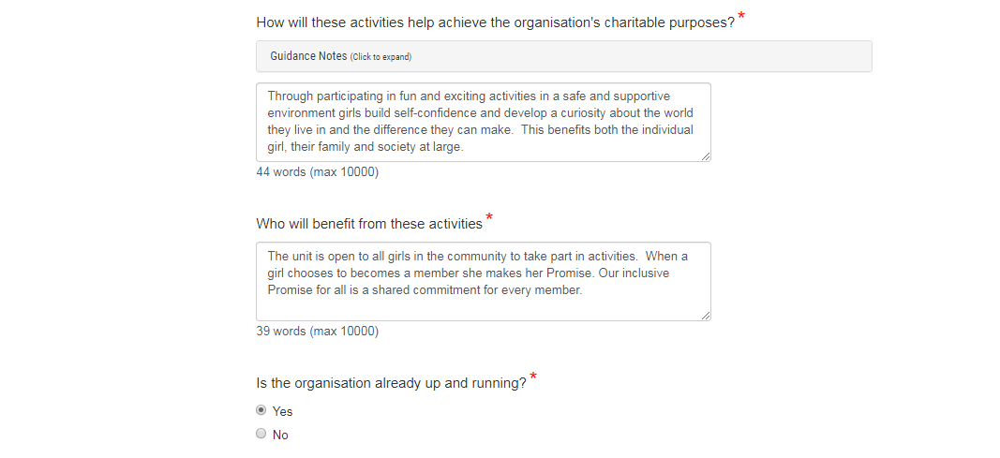 How will these activities help achieve the organisation's charitable purposes? *
Guidance Notes (Click to expand)
Through participating in fun and exciting activities in a safe and supportive
environment girls build self-confidence and develop a curiosity about the world
they live in and the difference they can make.  This benefits both the individual
girl, their family and society at large.
44 words (max 10000)
Who will benefit from these activities *
The unit is open to all girls in the community to take part in activities.  When a
girl chooses to becomes a member she makes her Promise. Our inclusive
Promise for all is a shared commitment for every member.
39 words (max 10000)
Is the organisation already up and running? *
Yes
No